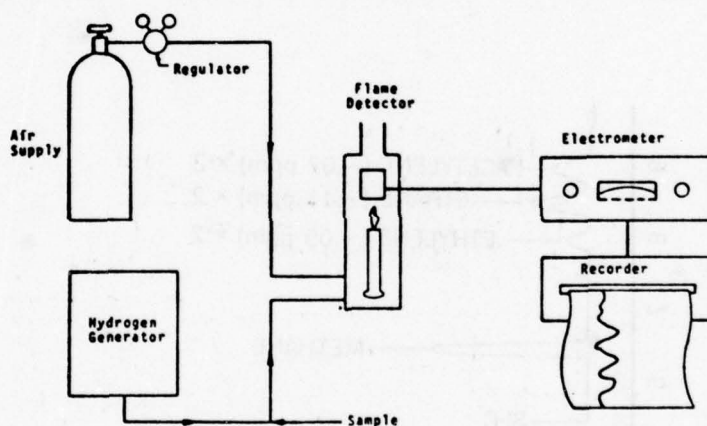 Regulator
Air
Supply
Flame
Detector
Electrometer
Recorder
Hydrogen
Generator
Sample